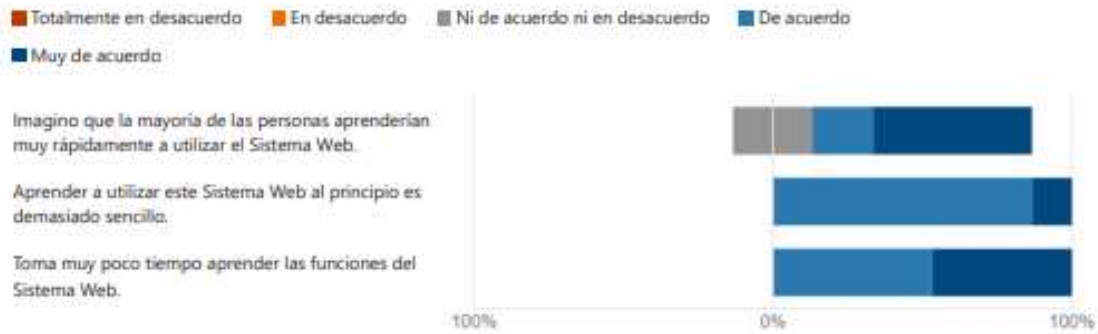 Totalmente en desacuerdo En desacuerdo Ni de acuerdo ni en desacuerdo De acuerdo
Muy de acuerdo
Imagino que la mayoría de las personas aprenderían
muy rápidamente a utilizar el Sistema Web.
Aprender a utilizar este Sistema Web al principio es
demasiado sencillo.
Toma muy poco tiempo aprender las funciones del
Sistema Web.
100% 0% 100%